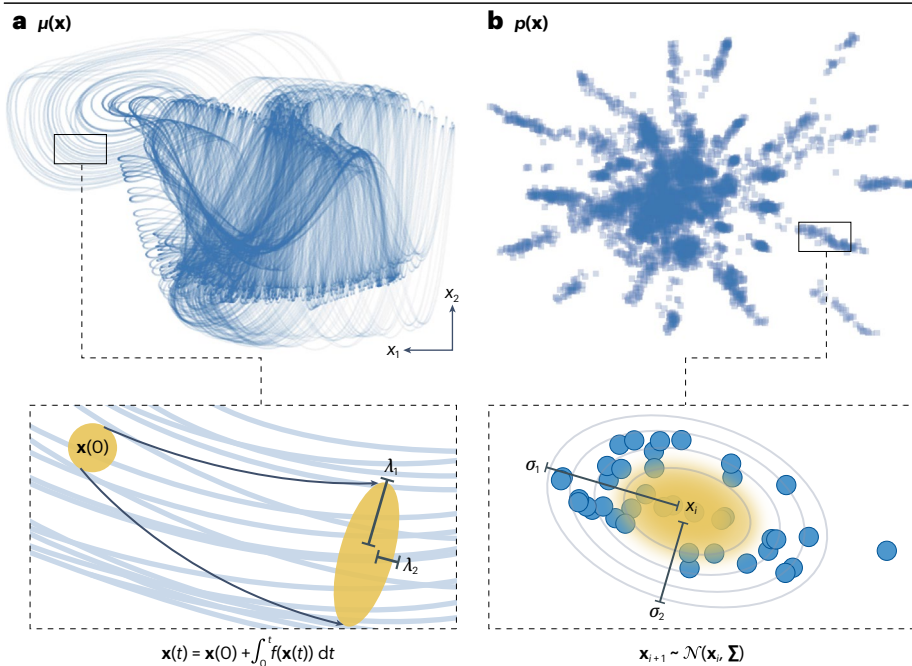 a μ(x)
b p(x)
x₂
x₁
x(0)
λ₁
λ₂
σ₁
xᵢ
σ₂
x(t) = x(0) + ∫₀ᵗ f(x(t)) dt
xᵢ₊₁ ~ 𝒩(xᵢ, Σ)